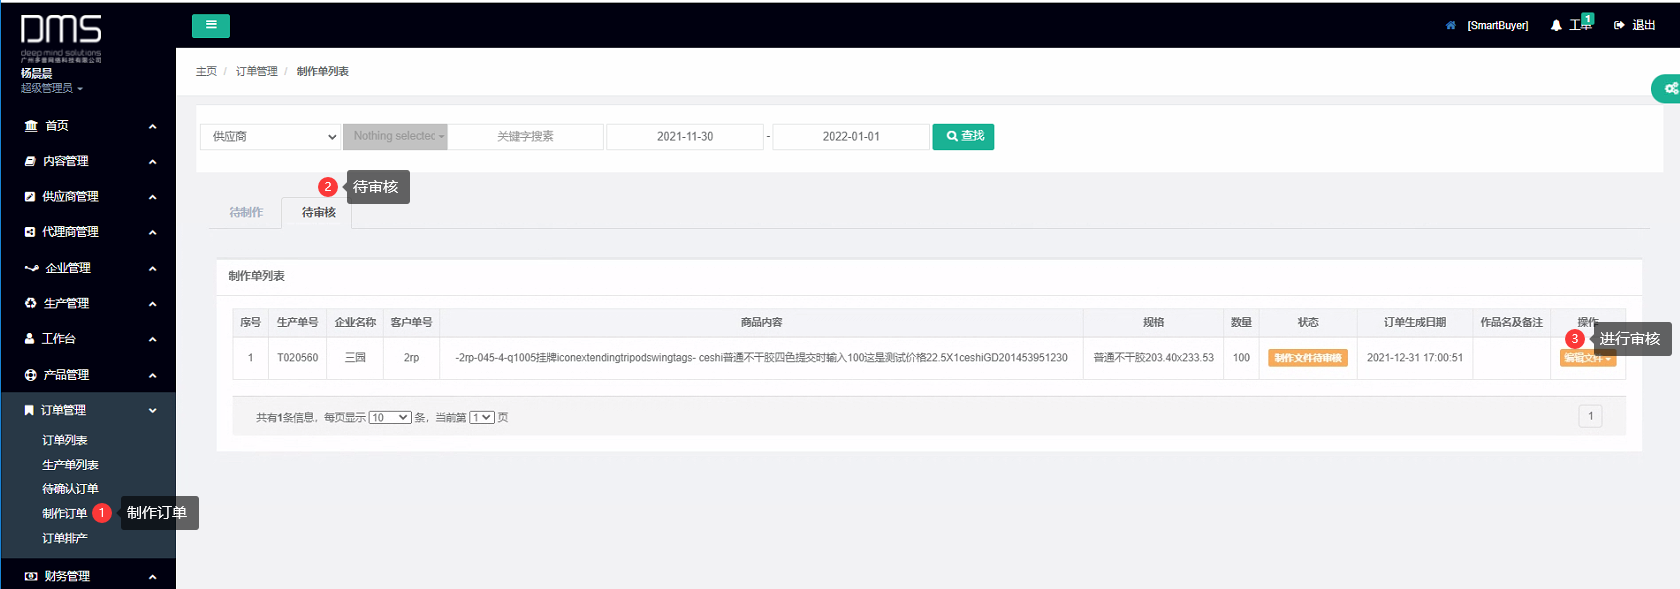 DMS
deep mind solutions
广州多普网络科技有限公司
杨晨晨
超级管理员
首页
内容管理
供应商管理
代理商管理
企业管理
生产管理
工作台
产品管理
订单管理
订单列表
生产单列表
待确认订单
制作订单 1 制作订单
订单排产
财务管理
[SmartBuyer] 工单 1 退出
主页 / 订单管理 / 制作单列表
供应商 Nothing selected 关键字搜素 2021-11-30 - 2022-01-01 查找
2 待审核
待制作 待审核
制作单列表
序号 生产单号 企业名称 客户单号 商品内容 规格 数量 状态 订单生成日期 作品名及备注 操作
3 进行审核
1 T020560 三园 2rp -2rp-045-4-q1005挂牌iconextendingtripodswingtags- ceshi普通不干胶四色提交时输入100这是测试价格22.5X1ceshiGD201453951230 普通不干胶203.40x233.53 100 制作文件待审核 2021-12-31 17:00:51 编辑文件
共有1条信息，每页显示 10 条，当前第 1 页
1